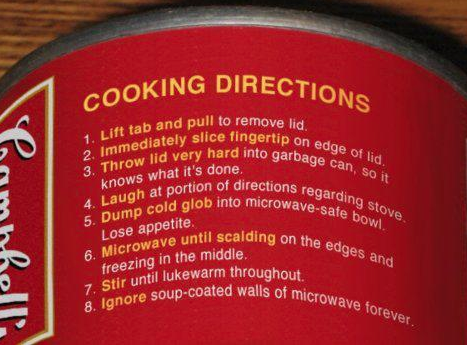 COOKING DIRECTIONS
1. Lift tab and pull to remove lid.
2. Immediately slice fingertip on edge of lid.
3. Throw lid very hard into garbage can, so it
knows what it's done.
4. Laugh at portion of directions regarding stove.
5. Dump cold glob into microwave-safe bowl.
Lose appetite.
6. Microwave until scalding on the edges and
freezing in the middle.
7. Stir until lukewarm throughout.
8. Ignore soup-coated walls of microwave forever.
Campbell's